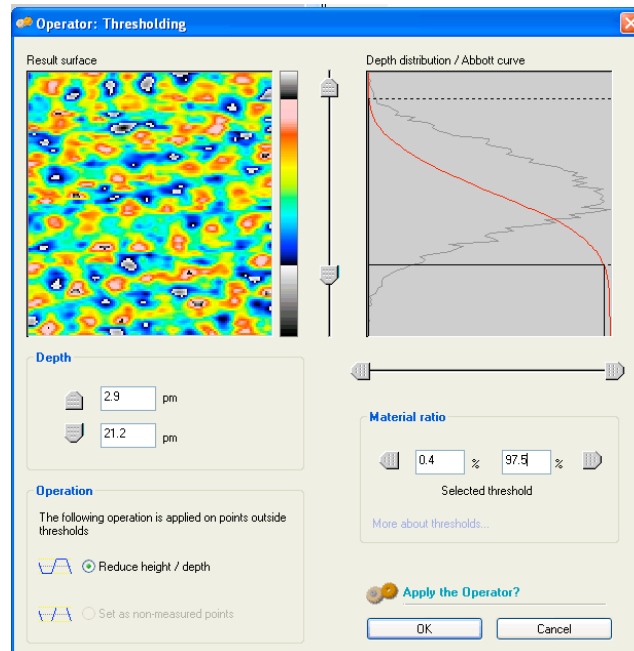 Operator: Thresholding
Result surface
Depth distribution / Abbott curve
Depth
2.9 pm
21.2 pm
Material ratio
0.4 % 97.5 %
Selected threshold
More about thresholds...
Operation
The following operation is applied on points outside
thresholds
Reduce height / depth
Set as non-measured points
Apply the Operator?
OK Cancel